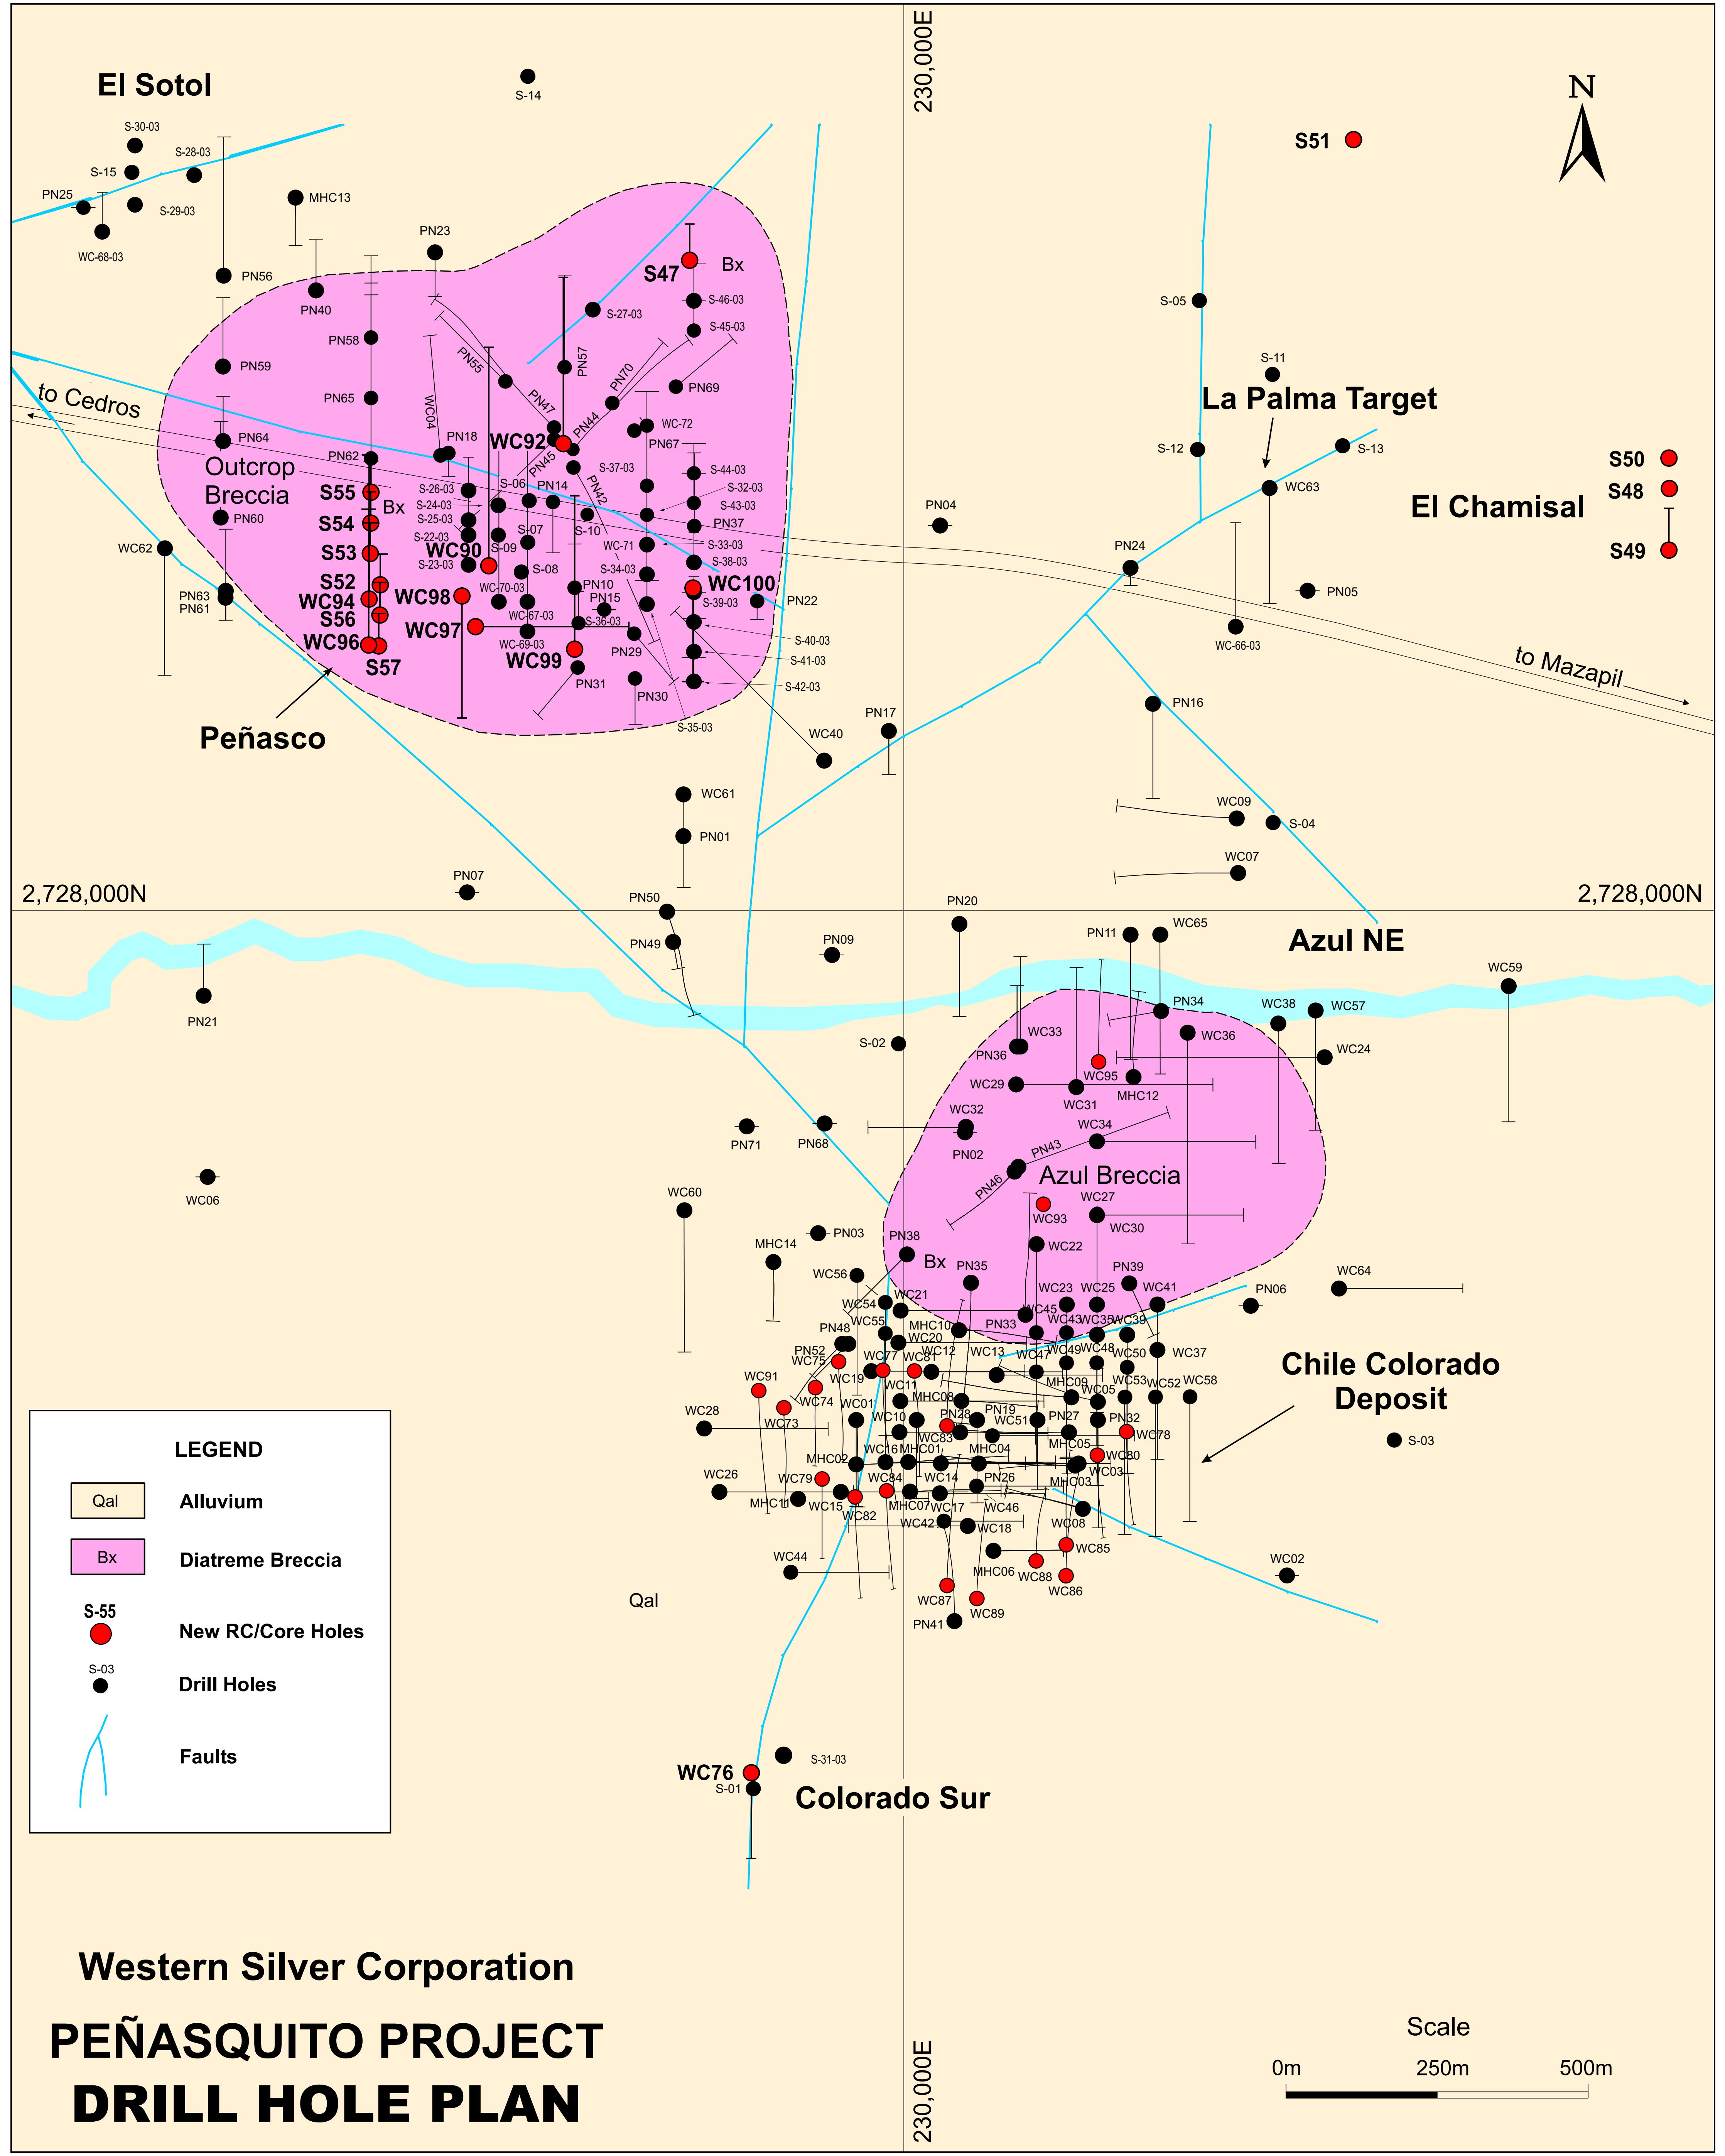 230,000E
N
El Sotol
S-14
S51
S-30-03
S-28-03
S-15
PN25
S-29-03
MHC13
WC-68-03
PN23
PN56
S47
Bx
PN40
S-46-03
S-05
S-27-03
S-45-03
PN58
PN55
PN57
S-11
PN59
PN70
PN69
La Palma Target
to Cedros
PN65
WC04
PN47
PN44
WC-72
PN64
PN18
WC92
PN67
S-12
S-13
PN62
PN45
S-37-03
S-44-03
S50
Outcrop
Breccia
S55
S-26-03
S-06
PN14
PN42
S-32-03
WC63
S48
El Chamisal
Bx
S-24-03
S-43-03
PN60
S54
S-25-03
S-07
S-10
PN37
PN04
WC62
S53
S-22-03
WC90
S-09
WC-71
S-33-03
S49
S-23-03
S-08
S-34-03
S-38-03
PN24
S52
WC-70-03
PN10
WC100
PN63
PN61
WC94
WC98
PN15
S-39-03
PN22
PN05
S56
WC-67-03
S-36-03
WC97
WC96
WC-69-03
S-40-03
WC-66-03
S57
WC99
PN29
S-41-03
to Mazapil
PN31
PN30
S-42-03
Peñasco
S-35-03
PN17
PN16
WC40
WC61
WC09
S-04
PN01
WC07
PN07
2,728,000N
2,728,000N
PN50
PN20
PN49
PN09
PN11
WC65
Azul NE
WC59
PN21
PN34
WC38
WC57
S-02
WC33
WC36
PN36
WC24
WC29
WC95
MHC12
WC31
WC32
PN71
PN68
PN02
WC34
PN43
WC06
PN46
Azul Breccia
WC60
WC27
WC93
WC30
PN03
PN38
WC22
MHC14
Bx
WC56
PN35
PN39
WC64
WC54
WC21
WC23
WC25
WC41
PN06
WC45
WC55
MHC10
PN33
WC43
WC35
WC39
PN48
WC20
PN52
WC77
WC81
WC12
WC13
WC47
WC49
WC48
WC50
WC37
Chile Colorado
Deposit
WC75
WC91
WC19
WC11
MHC08
MHC09
WC05
WC53
WC52
WC58
WC74
WC28
WC73
WC01
WC10
PN28
PN19
WC51
PN27
PN32
WC83
WC78
S-03
MHC02
WC16
MHC01
MHC04
MHC05
WC80
WC26
WC79
WC84
WC14
PN26
MHC03
WC03
MHC11
WC15
MHC07
WC17
WC46
WC82
WC42
WC18
WC08
WC44
MHC06
WC85
WC02
WC88
WC86
Qal
WC87
WC89
PN41
LEGEND
Qal
Alluvium
Bx
Diatreme Breccia
S-55
New RC/Core Holes
S-03
Drill Holes
Faults
WC76
S-31-03
S-01
Colorado Sur
Western Silver Corporation
PEÑASQUITO PROJECT
DRILL HOLE PLAN
230,000E
Scale
0m
250m
500m